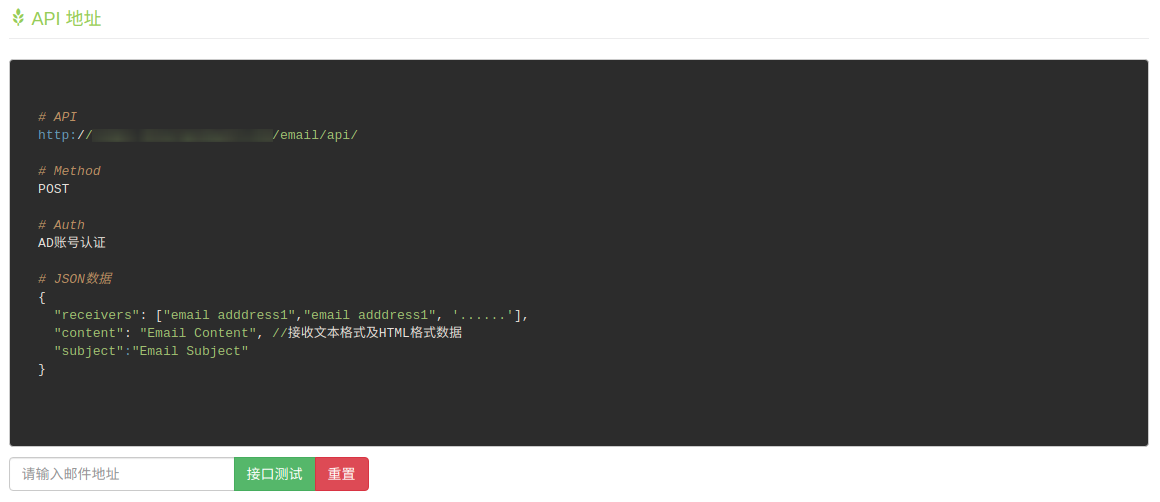 API 地址
# API
http:///email/api/
# Method
POST
# Auth
AD账号认证
# JSON数据
{
"receivers": ["email adddress1","email adddress1", '......'],
"content": "Email Content", //接收文本格式及HTML格式数据
"subject":"Email Subject"
}
请输入邮件地址 接口测试 重置